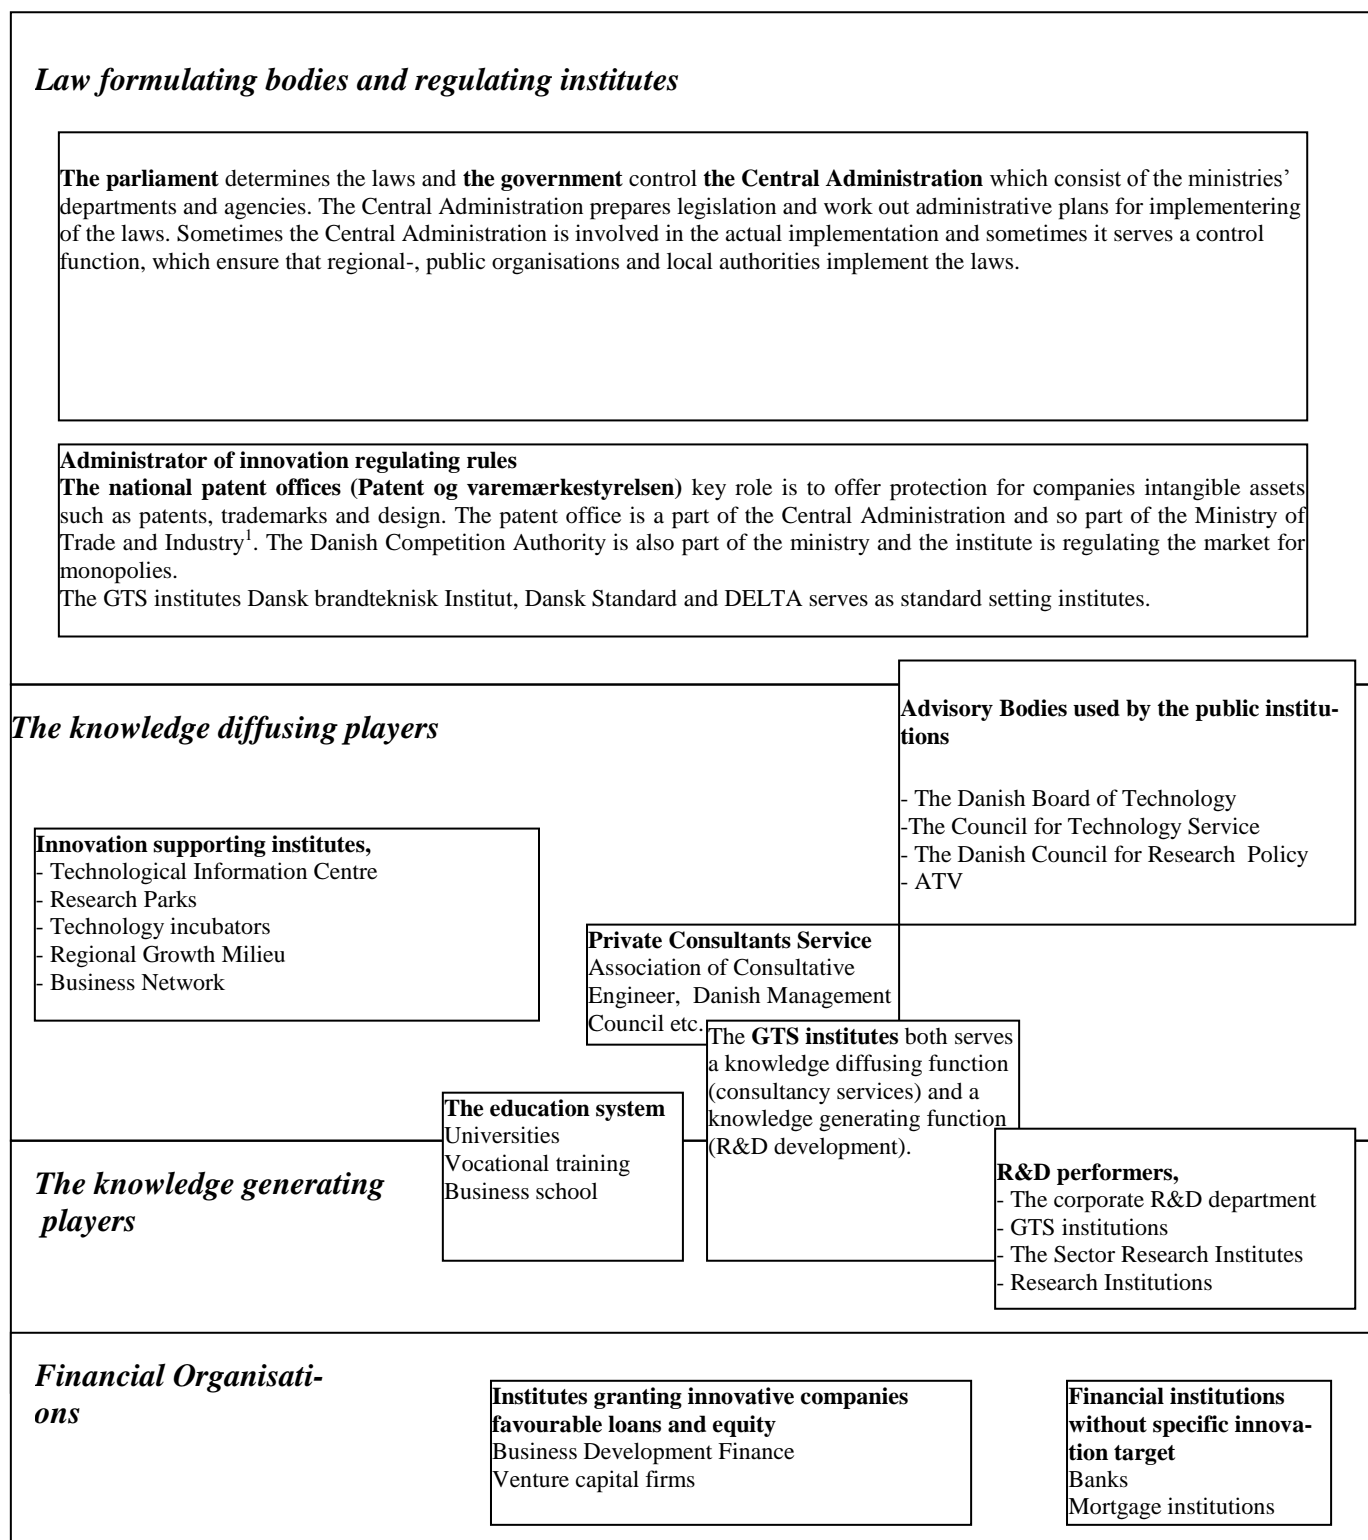 Law formulating bodies and regulating institutes
The parliament determines the laws and the government control the Central Administration which consist of the ministries’
departments and agencies. The Central Administration prepares legislation and work out administrative plans for implementering
of the laws. Sometimes the Central Administration is involved in the actual implementation and sometimes it serves a control
function, which ensure that regional-, public organisations and local authorities implement the laws.
Administrator of innovation regulating rules
The national patent offices (Patent og varemærkestyrelsen) key role is to offer protection for companies intangible assets
such as patents, trademarks and design. The patent office is a part of the Central Administration and so part of the Ministry of
Trade and Industry1. The Danish Competition Authority is also part of the ministry and the institute is regulating the market for
monopolies.
The GTS institutes Dansk brandteknisk Institut, Dansk Standard and DELTA serves as standard setting institutes.
The knowledge diffusing players
Advisory Bodies used by the public institu-
tions
- The Danish Board of Technology
-The Council for Technology Service
- The Danish Council for Research Policy
- ATV
Innovation supporting institutes,
- Technological Information Centre
- Research Parks
- Technology incubators
- Regional Growth Milieu
- Business Network
Private Consultants Service
Association of Consultative
Engineer, Danish Management
Council etc.
The GTS institutes both serves
a knowledge diffusing function
(consultancy services) and a
knowledge generating function
(R&D development).
The education system
Universities
Vocational training
Business school
The knowledge generating
players
R&D performers,
- The corporate R&D department
- GTS institutions
- The Sector Research Institutes
- Research Institutions
Financial Organisati-
ons
Institutes granting innovative companies
favourable loans and equity
Business Development Finance
Venture capital firms
Financial institutions
without specific innova-
tion target
Banks
Mortgage institutions